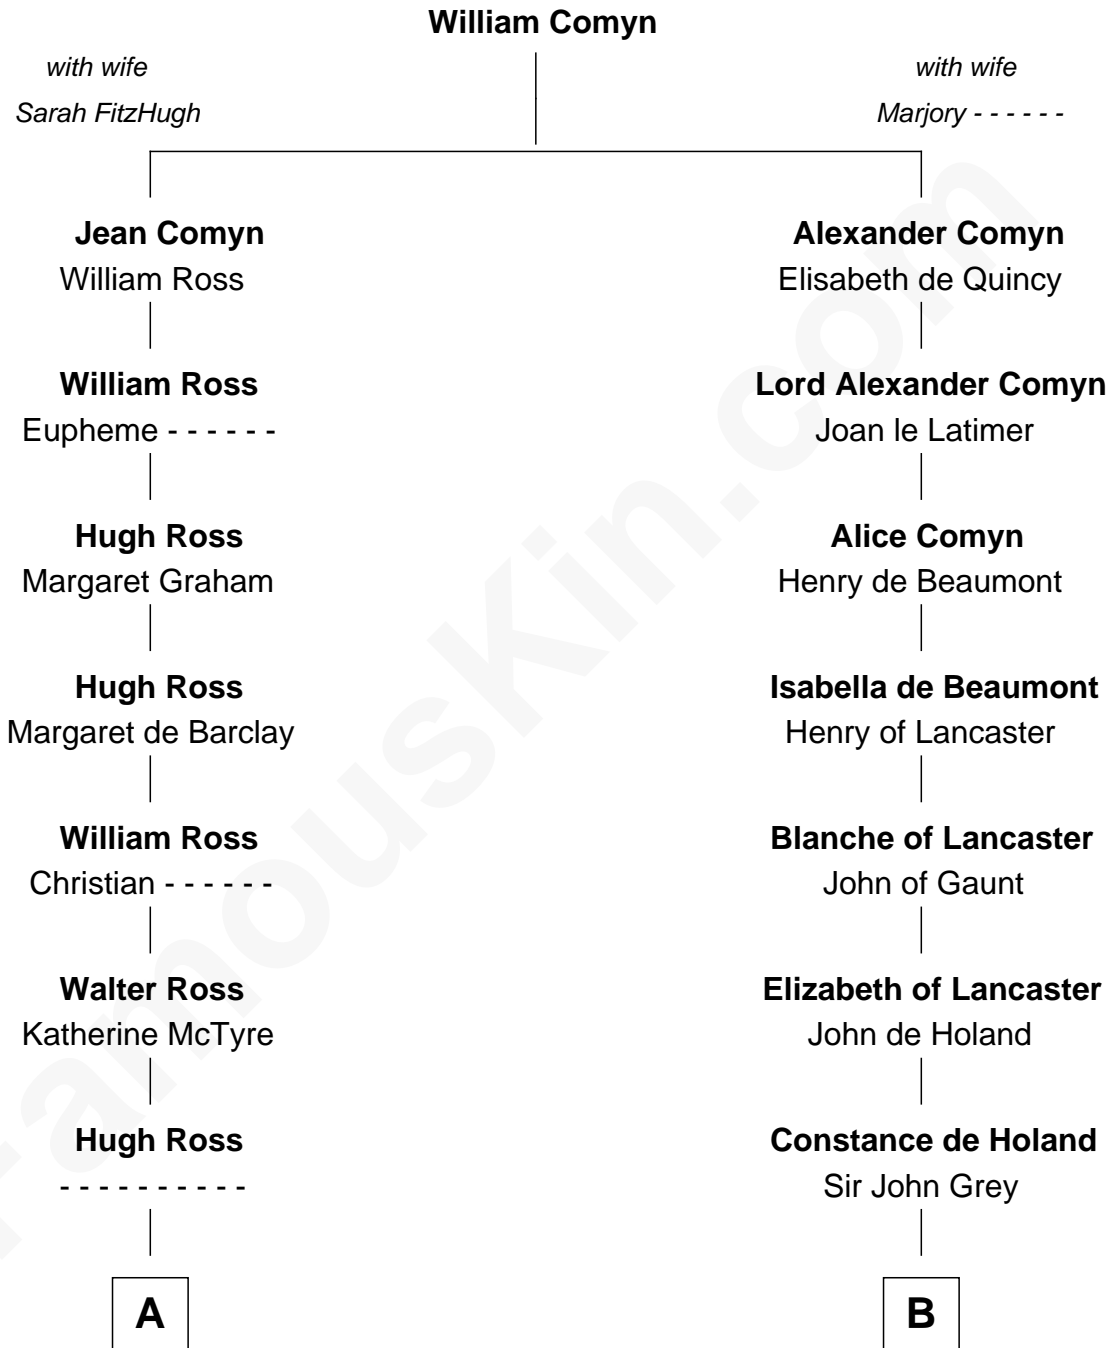 William Comyn
with wife
Sarah FitzHugh
with wife
Marjory - - - - - -
Jean Comyn
William Ross
William Ross
Eupheme - - - - - -
Hugh Ross
Margaret Graham
Hugh Ross
Margaret de Barclay
William Ross
Christian - - - - - -
Walter Ross
Katherine McTyre
Hugh Ross
- - - - - - - - - -
A
Alexander Comyn
Elisabeth de Quincy
Lord Alexander Comyn
Joan le Latimer
Alice Comyn
Henry de Beaumont
Isabella de Beaumont
Henry of Lancaster
Blanche of Lancaster
John of Gaunt
Elizabeth of Lancaster
John de Holand
Constance de Holand
Sir John Grey
B
FamousKin.com